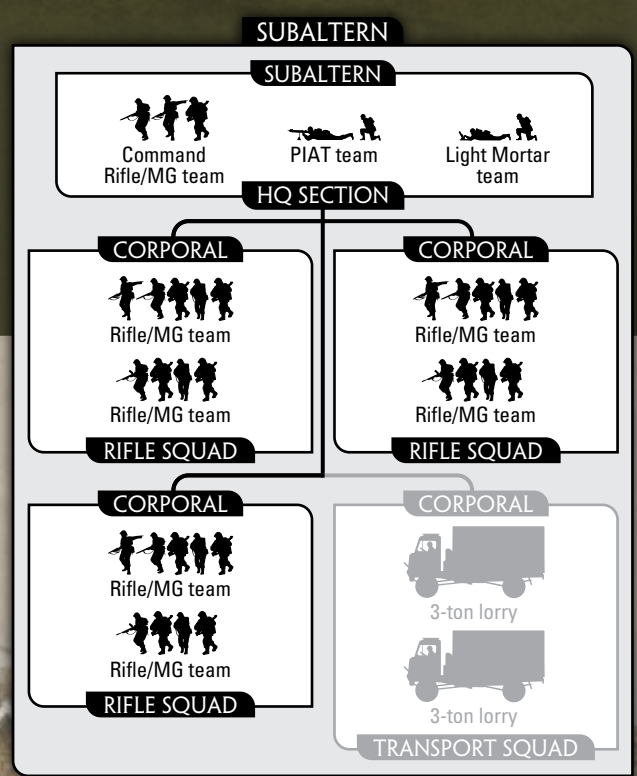 SUBALTERN
SUBALTERN
Command
Rifle/MG team
PIAT team
Light Mortar
team
HQ SECTION
CORPORAL
Rifle/MG team
Rifle/MG team
RIFLE SQUAD
CORPORAL
Rifle/MG team
Rifle/MG team
RIFLE SQUAD
CORPORAL
Rifle/MG team
Rifle/MG team
RIFLE SQUAD
CORPORAL
3-ton lorry
3-ton lorry
TRANSPORT SQUAD